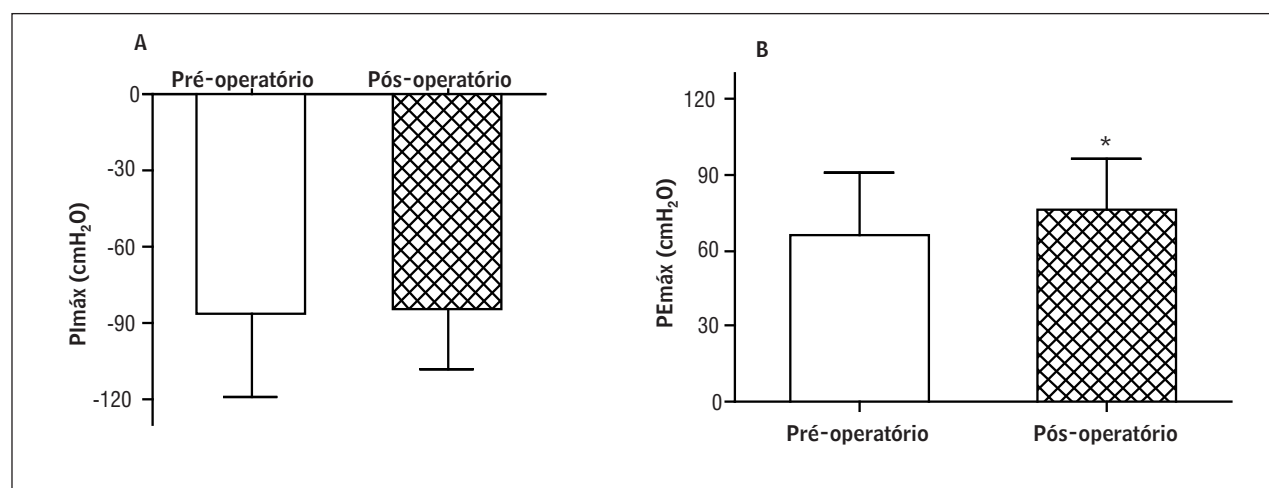 A
Pré-operatório Pós-operatório
0
-30
-60
-90
-120
PImáx (cmH₂O)
B
120
90
60
30
0
PEmáx (cmH₂O)
*
Pré-operatório Pós-operatório